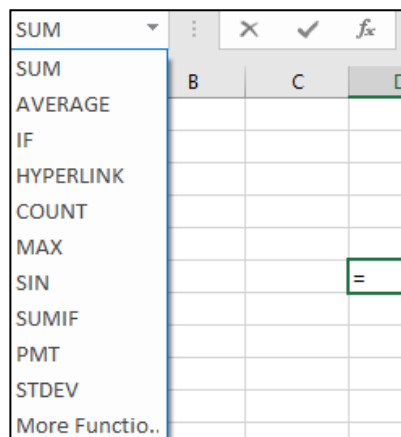 SUM
fx
SUM
B
C
D
AVERAGE
IF
HYPERLINK
COUNT
MAX
SIN
=
SUMIF
PMT
STDEV
More Functio..